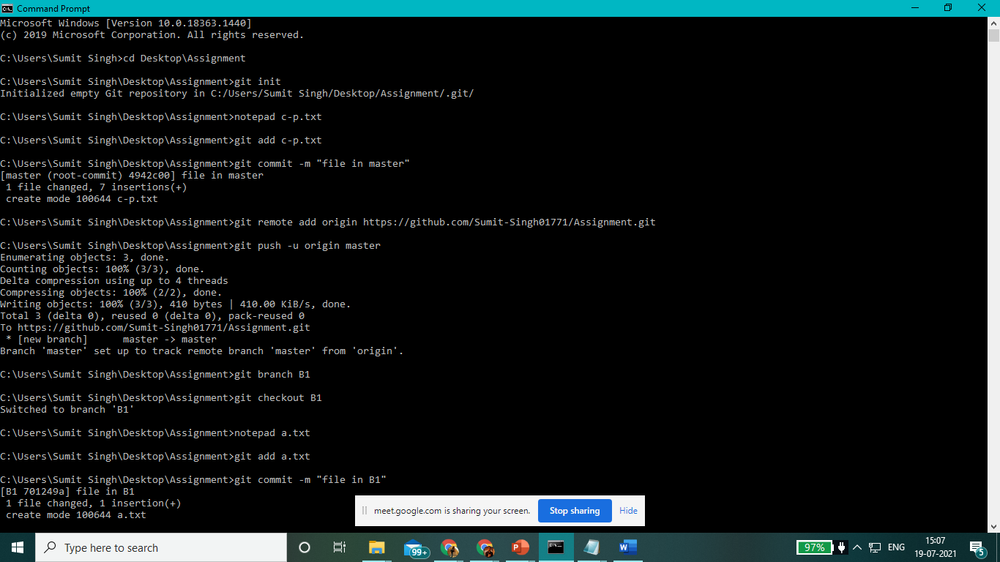 Command Prompt
Microsoft Windows [Version 10.0.18363.1440]
(c) 2019 Microsoft Corporation. All rights reserved.
C:\Users\Sumit Singh>cd Desktop\Assignment
C:\Users\Sumit Singh\Desktop\Assignment>git init
Initialized empty Git repository in C:/Users/Sumit Singh/Desktop/Assignment/.git/
C:\Users\Sumit Singh\Desktop\Assignment>notepad c-p.txt
C:\Users\Sumit Singh\Desktop\Assignment>git add c-p.txt
C:\Users\Sumit Singh\Desktop\Assignment>git commit -m "file in master"
[master (root-commit) 4942c00] file in master
 1 file changed, 7 insertions(+)
 create mode 100644 c-p.txt
C:\Users\Sumit Singh\Desktop\Assignment>git remote add origin https://github.com/Sumit-Singh01771/Assignment.git
C:\Users\Sumit Singh\Desktop\Assignment>git push -u origin master
Enumerating objects: 3, done.
Counting objects: 100% (3/3), done.
Delta compression using up to 4 threads
Compressing objects: 100% (2/2), done.
Writing objects: 100% (3/3), 410 bytes | 410.00 KiB/s, done.
Total 3 (delta 0), reused 0 (delta 0), pack-reused 0
To https://github.com/Sumit-Singh01771/Assignment.git
 * [new branch]      master -> master
Branch 'master' set up to track remote branch 'master' from 'origin'.
C:\Users\Sumit Singh\Desktop\Assignment>git branch B1
C:\Users\Sumit Singh\Desktop\Assignment>git checkout B1
Switched to branch 'B1'
C:\Users\Sumit Singh\Desktop\Assignment>notepad a.txt
C:\Users\Sumit Singh\Desktop\Assignment>git add a.txt
C:\Users\Sumit Singh\Desktop\Assignment>git commit -m "file in B1"
[B1 701249a] file in B1
 1 file changed, 1 insertion(+)
 create mode 100644 a.txt
meet.google.com is sharing your screen. Stop sharing Hide
Type here to search 99+ 97% ENG 15:07
19-07-2021 5